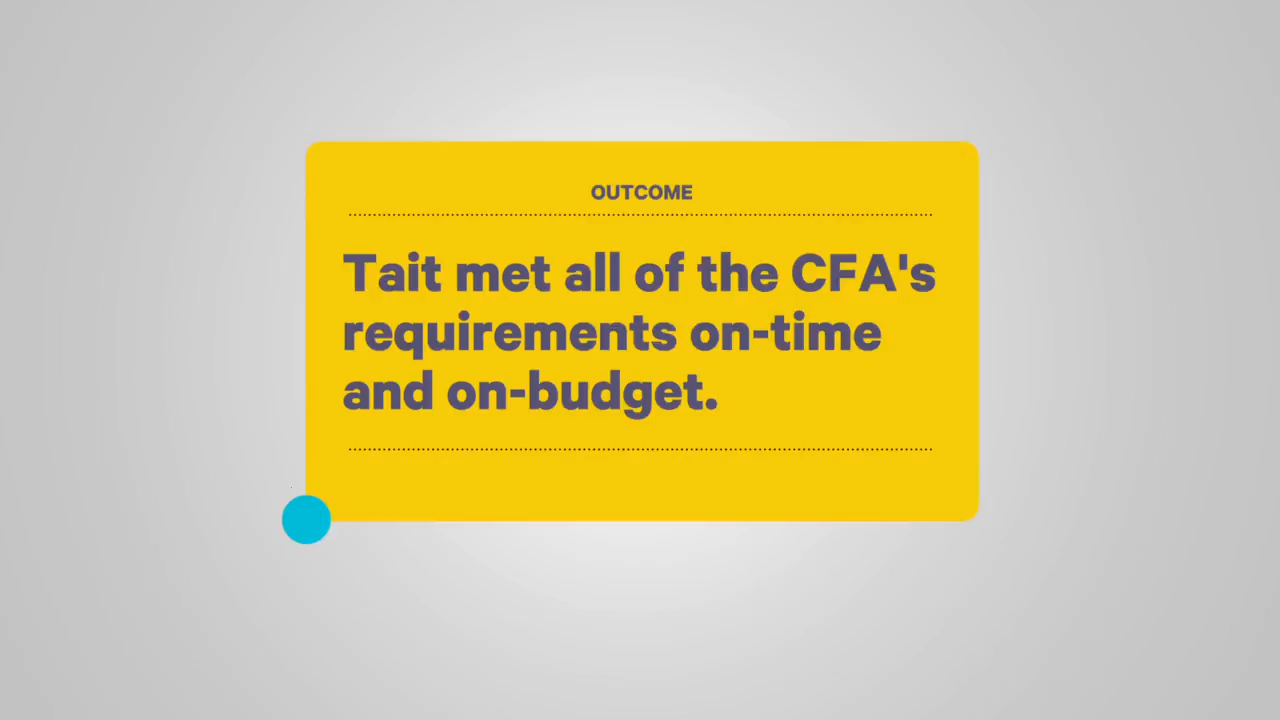 OUTCOME
Tait met all of the CFA's
requirements on-time
and on-budget.